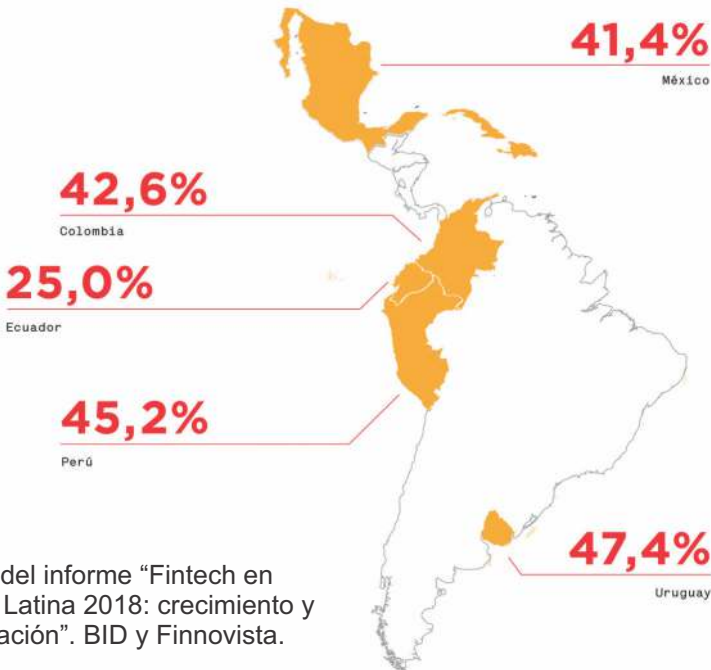 41,4%
México
42,6%
Colombia
25,0%
Ecuador
45,2%
Perú
47,4%
Uruguay
del informe “Fintech en
Latina 2018: crecimiento y
ación”. BID y Finnovista.